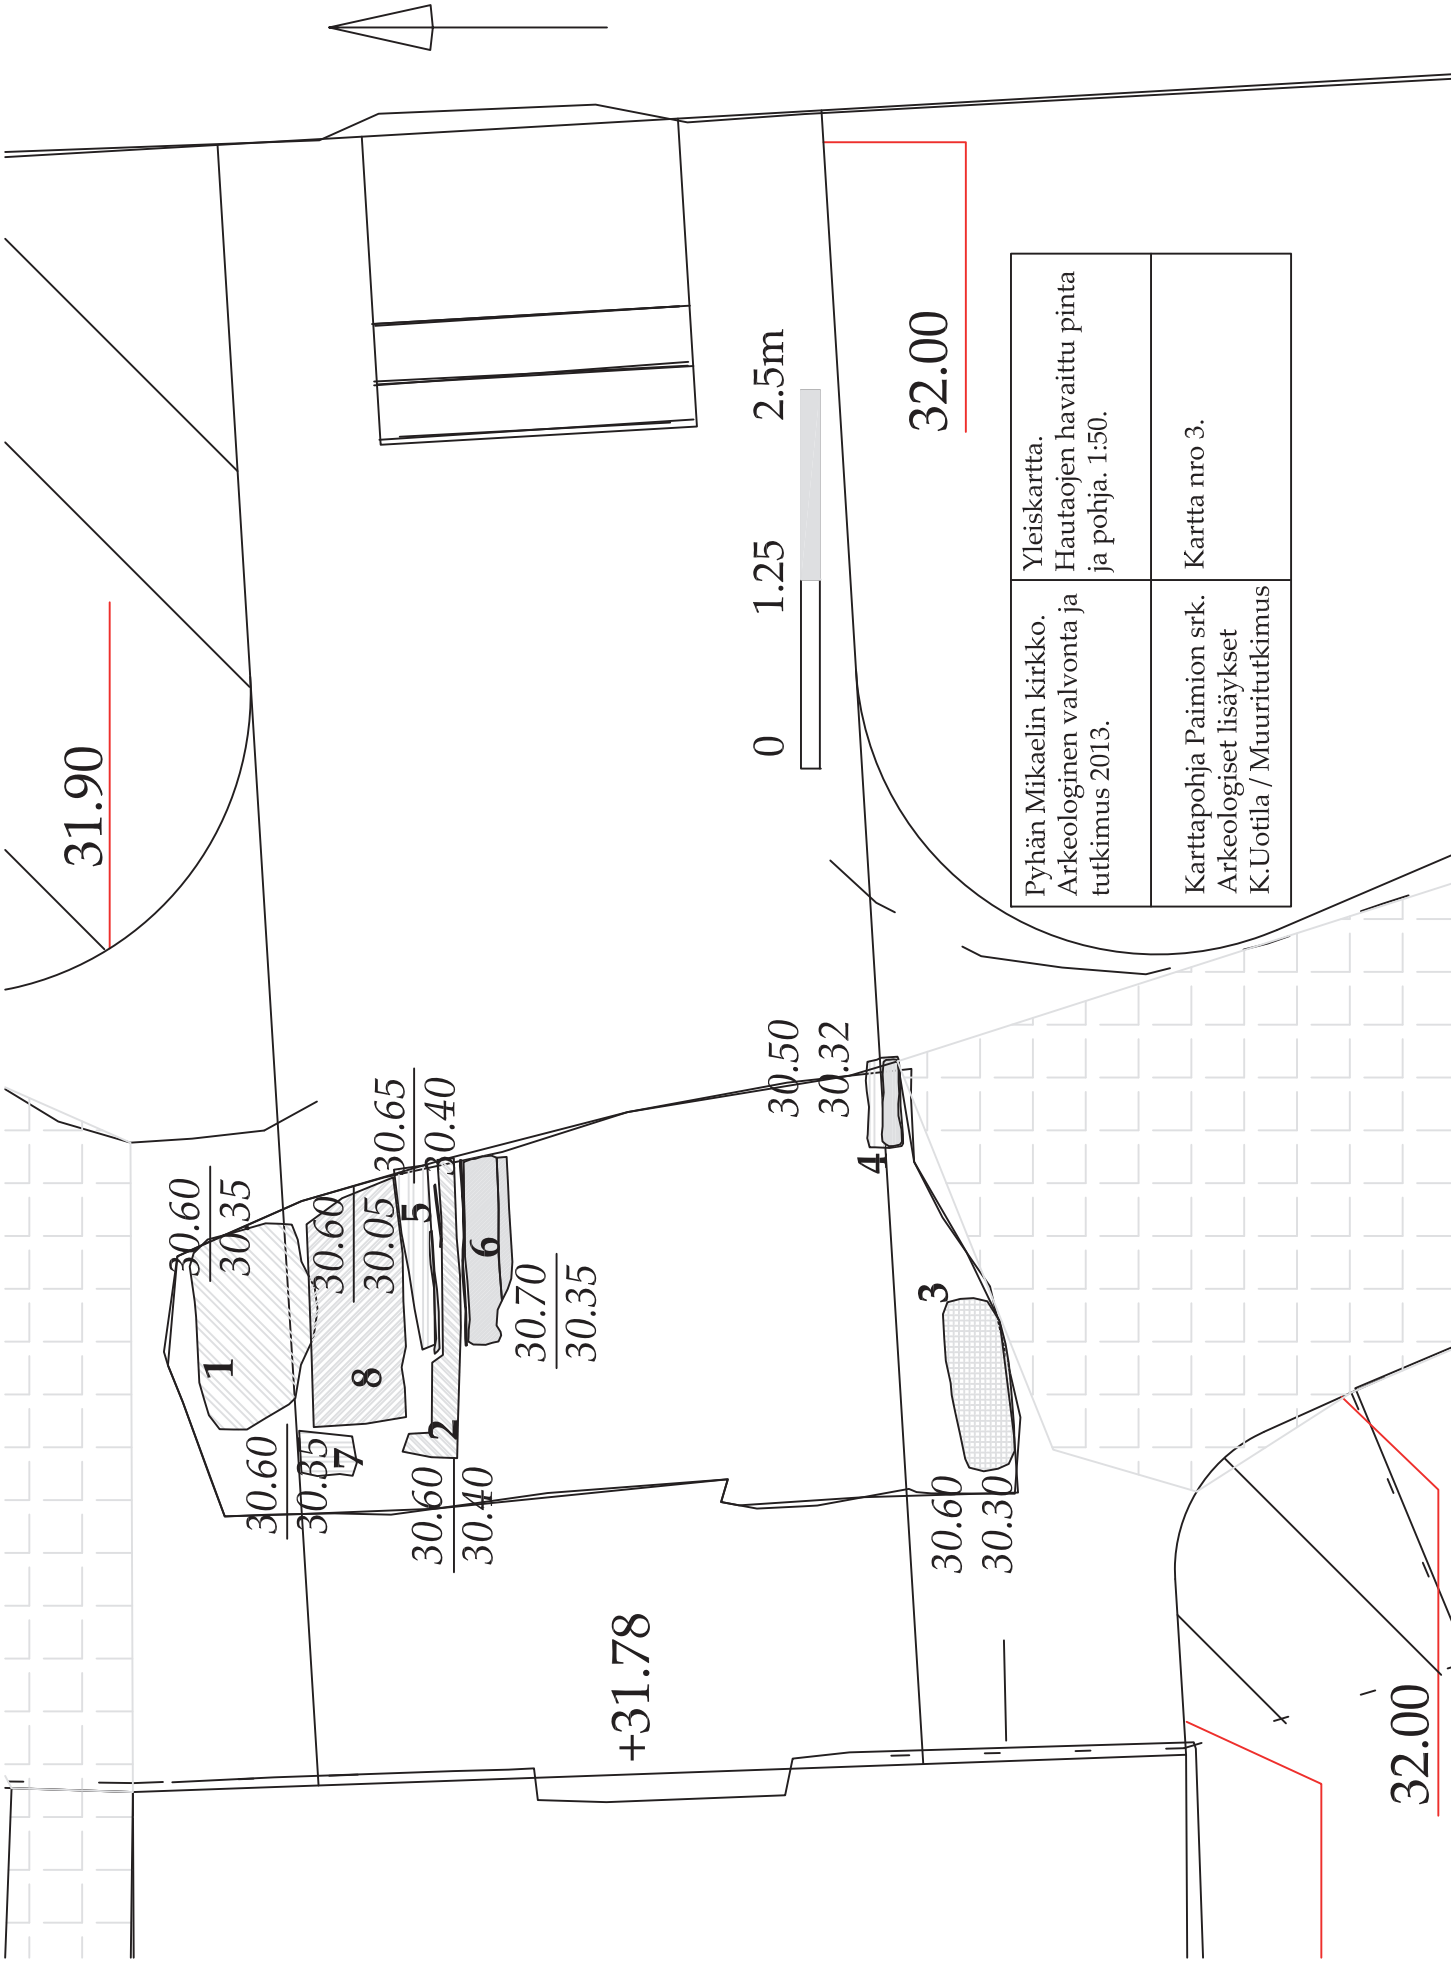 31.90
32.00
30.60
30.35
1
30.60
30.05
8
30.65
30.40
5
6
30.70
30.35
30.60
30.35
7
2
30.60
30.40
30.50
30.32
4
3
30.60
30.30
+31.78
32.00
0 1.25 2.5m
Pyhän Mikaelin kirkko.
Arkeologinen valvonta ja
tutkimus 2013.
Yleiskartta.
Hautaojen havaittu pinta
ja pohja. 1:50.
Karttapohja Paimion srk.
Arkeologiset lisäykset
K.Uotila / Muuritutkimus
Kartta nro 3.